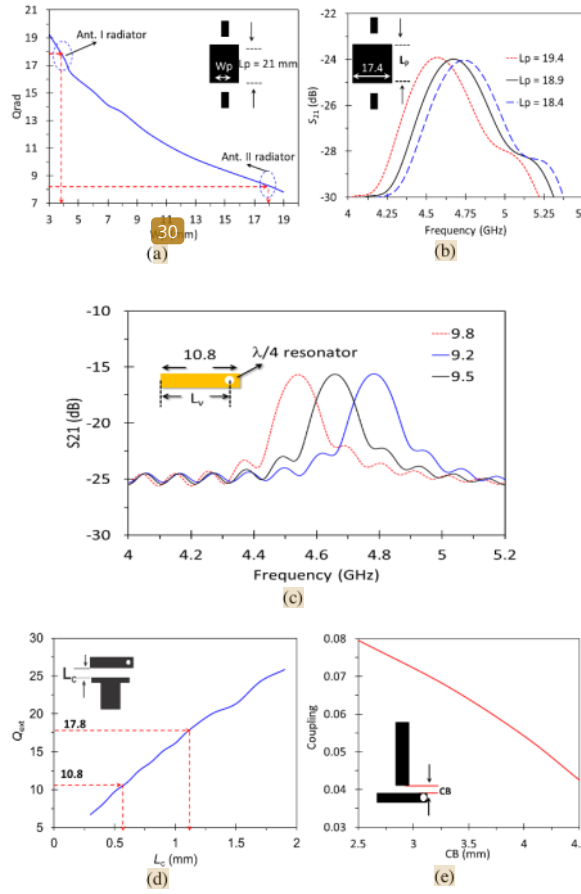 19
17
15
13
11
9
7
Qrad
Ant. I radiator
Wp
Lp = 21 mm
Ant. II radiator
3 5 7 9 11 13 15 17 19
30
(a)
-21
-24
-26
-28
-30
S21 (dB)
17.4
Lp
Lp = 19.4
Lp = 18.9
Lp = 18.4
4 4.25 4.5 4.75 5 5.25
Frequency (GHz)
(b)
-10
-15
-20
-25
-30
S21 (dB)
10.8
λ/4 resonator
Lv
9.8
9.2
9.5
4 4.2 4.4 4.6 4.8 5 5.2
Frequency (GHz)
(c)
30
25
20
15
10
5
Qext
Lc
17.8
10.8
0 0.5 1 1.5 2
Lc (mm)
(d)
0.08
0.07
0.06
0.05
0.04
0.03
Coupling
CB
2.5 3 3.5 4 4.5
CB (mm)
(e)